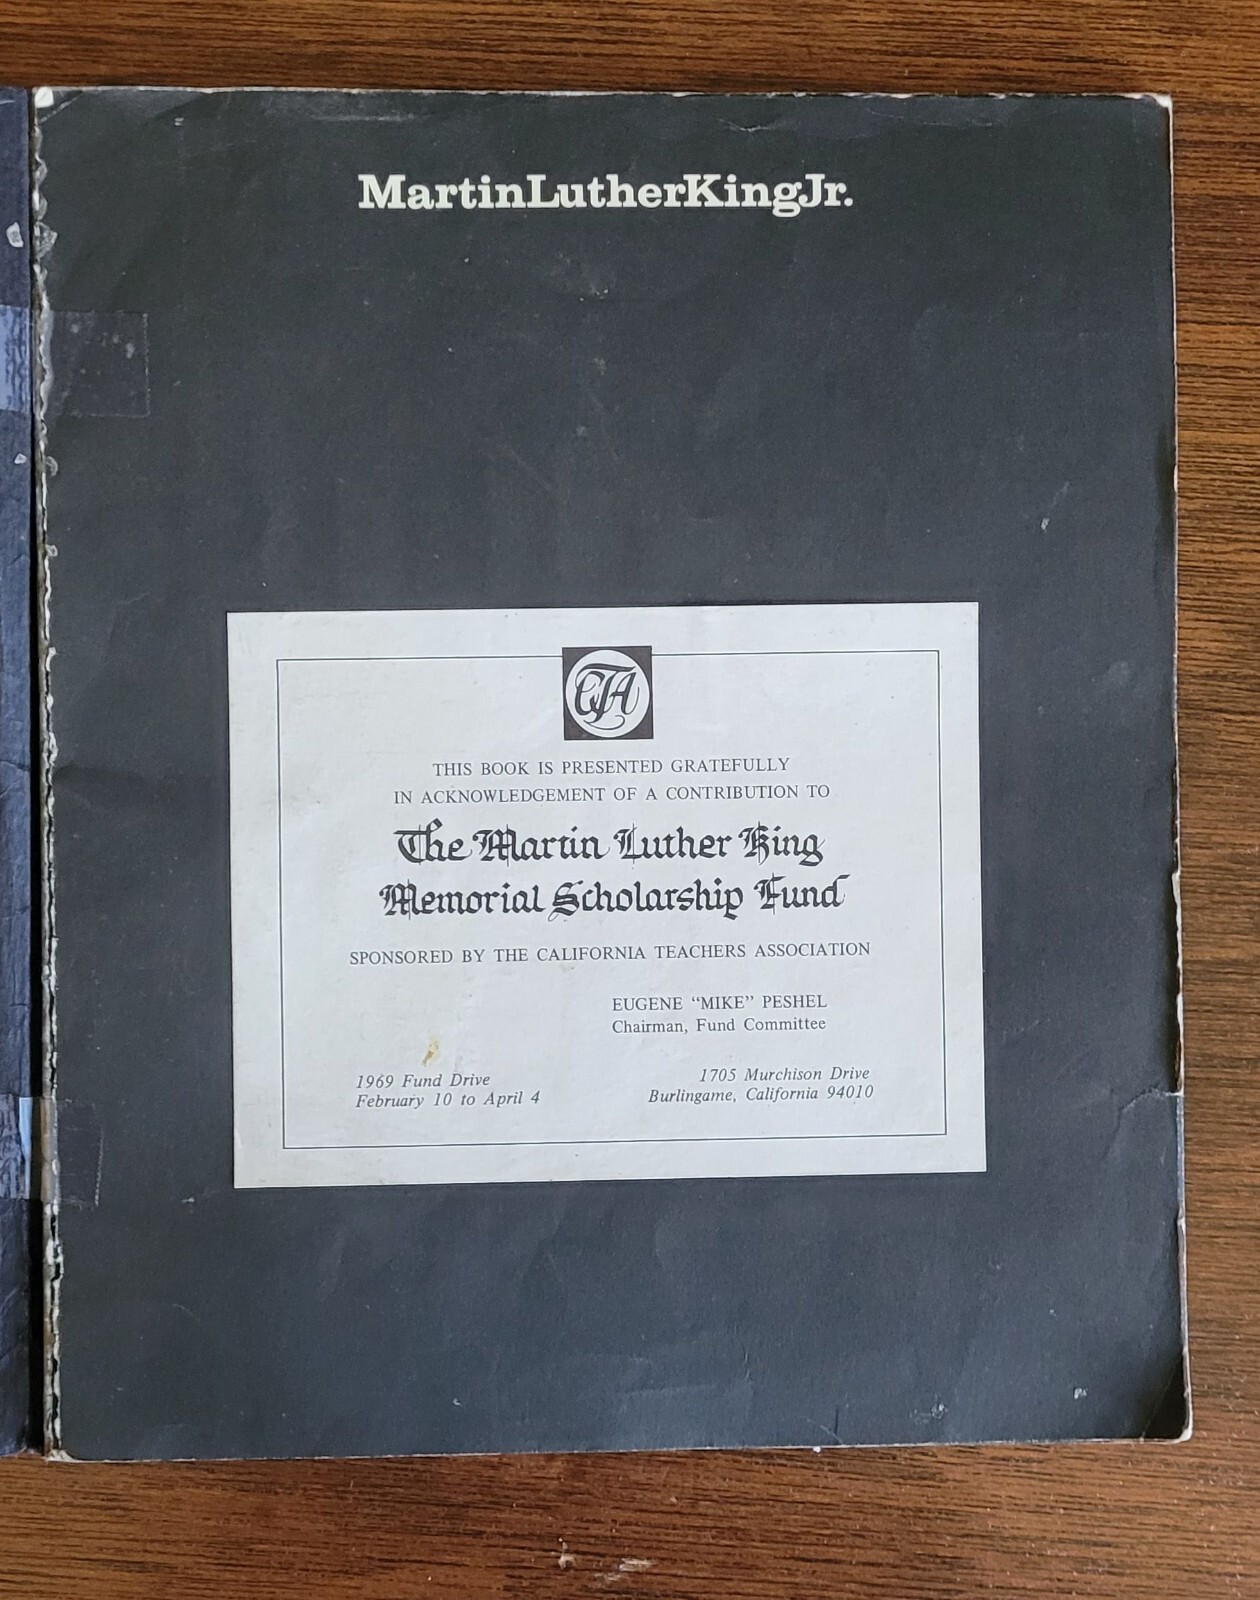 MartinLutherKingJr.
CTA
THIS BOOK IS PRESENTED GRATEFULLY
IN ACKNOWLEDGEMENT OF A CONTRIBUTION TO
The Martin Luther King
Memorial Scholarship Fund
SPONSORED BY THE CALIFORNIA TEACHERS ASSOCIATION
EUGENE “MIKE” PESHEL
Chairman, Fund Committee
1969 Fund Drive
February 10 to April 4
1705 Murchison Drive
Burlingame, California 94010